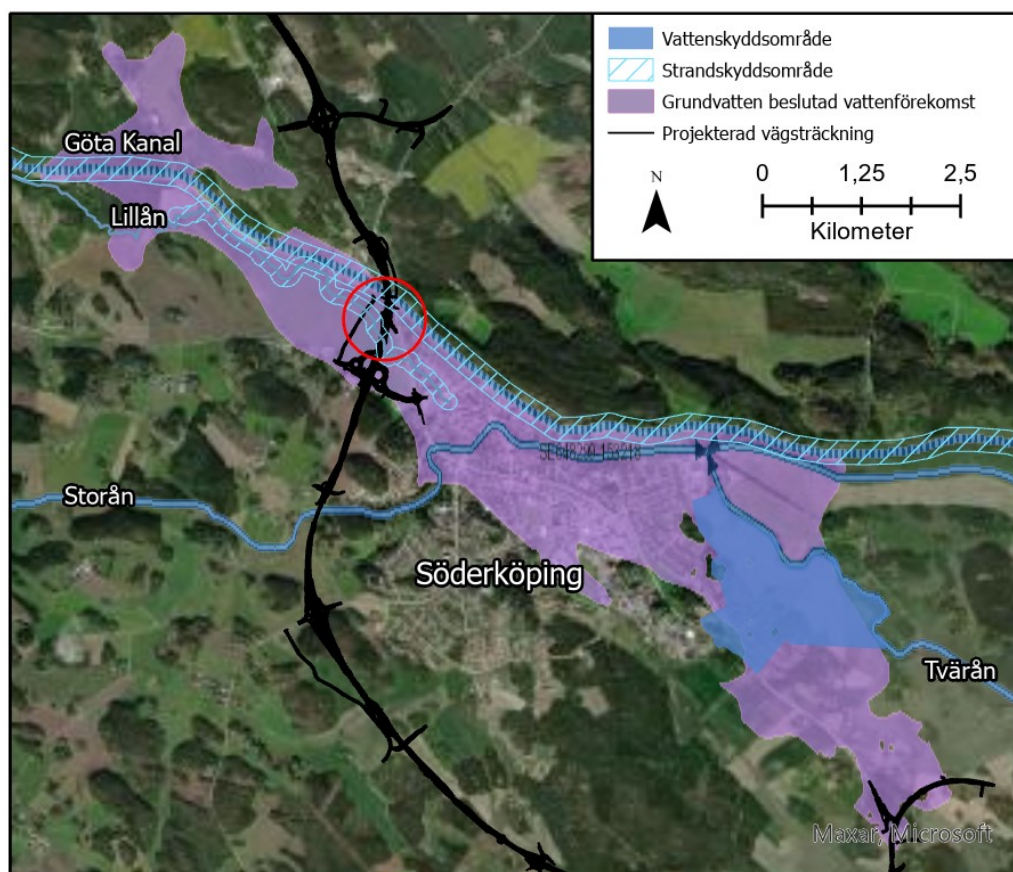 Vattenskyddsområde
Strandskyddsområde
Grundvatten beslutad vattenförekomst
Projekterad vägsträckning
N
0 1,25 2,5
Kilometer
Göta Kanal
Lillån
Storån
Söderköping
Tvärån
Maxar, Microsoft